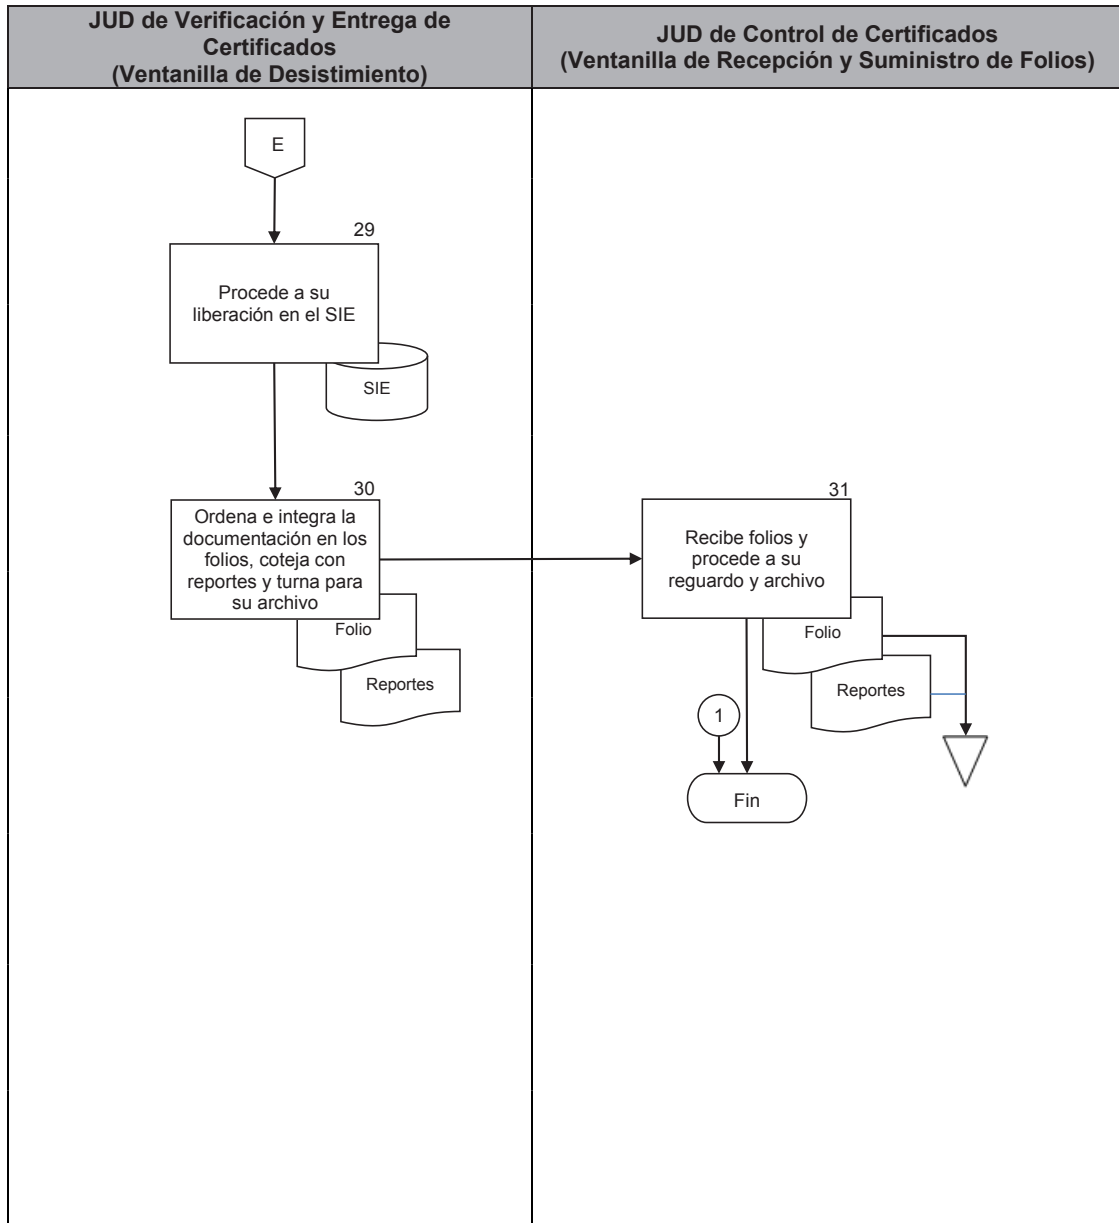 JUD de Verificación y Entrega de
Certificados
(Ventanilla de Desistimiento)
JUD de Control de Certificados
(Ventanilla de Recepción y Suministro de Folios)
E
29
Procede a su
liberación en el SIE
SIE
30
Ordena e integra la
documentación en los
folios, coteja con
reportes y turna para
su archivo
Folio
Reportes
31
Recibe folios y
procede a su
reguardo y archivo
Folio
Reportes
1
Fin